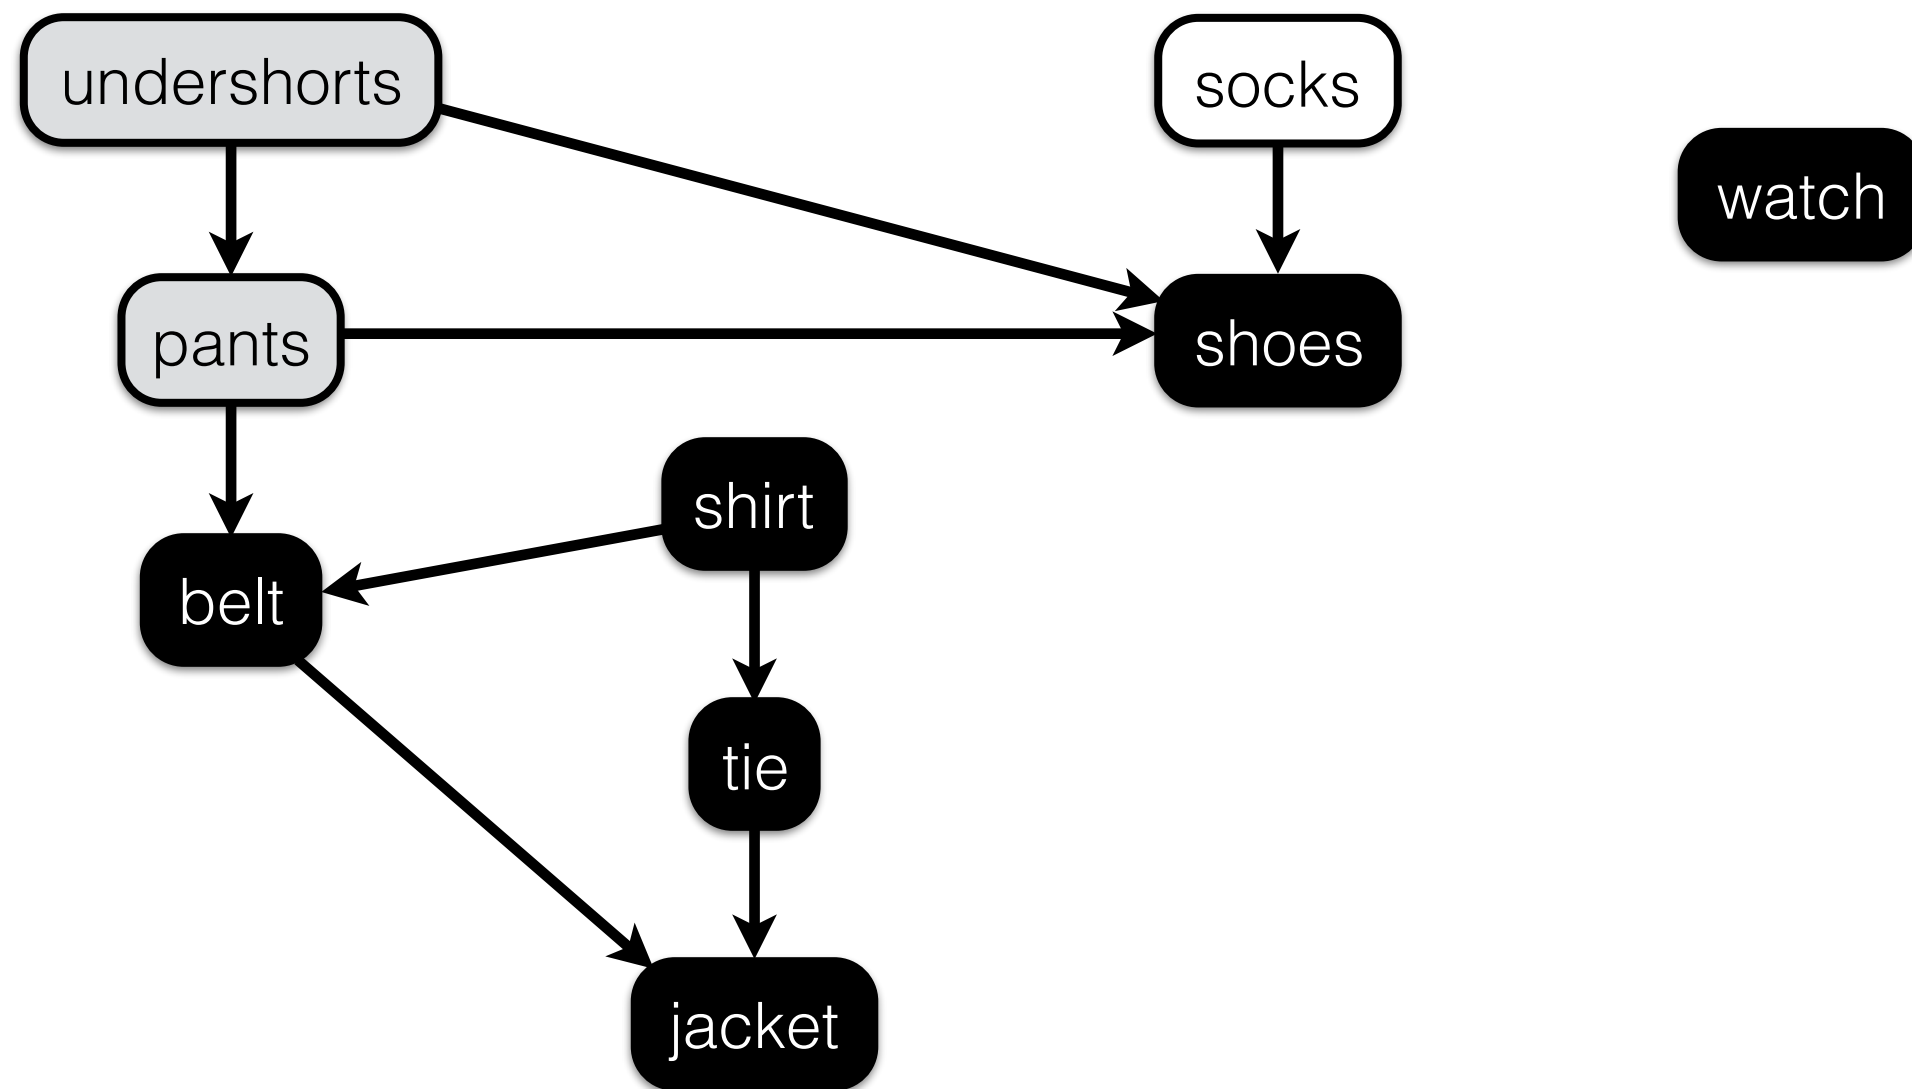 undershorts
socks
watch
pants
shoes
shirt
belt
tie
jacket